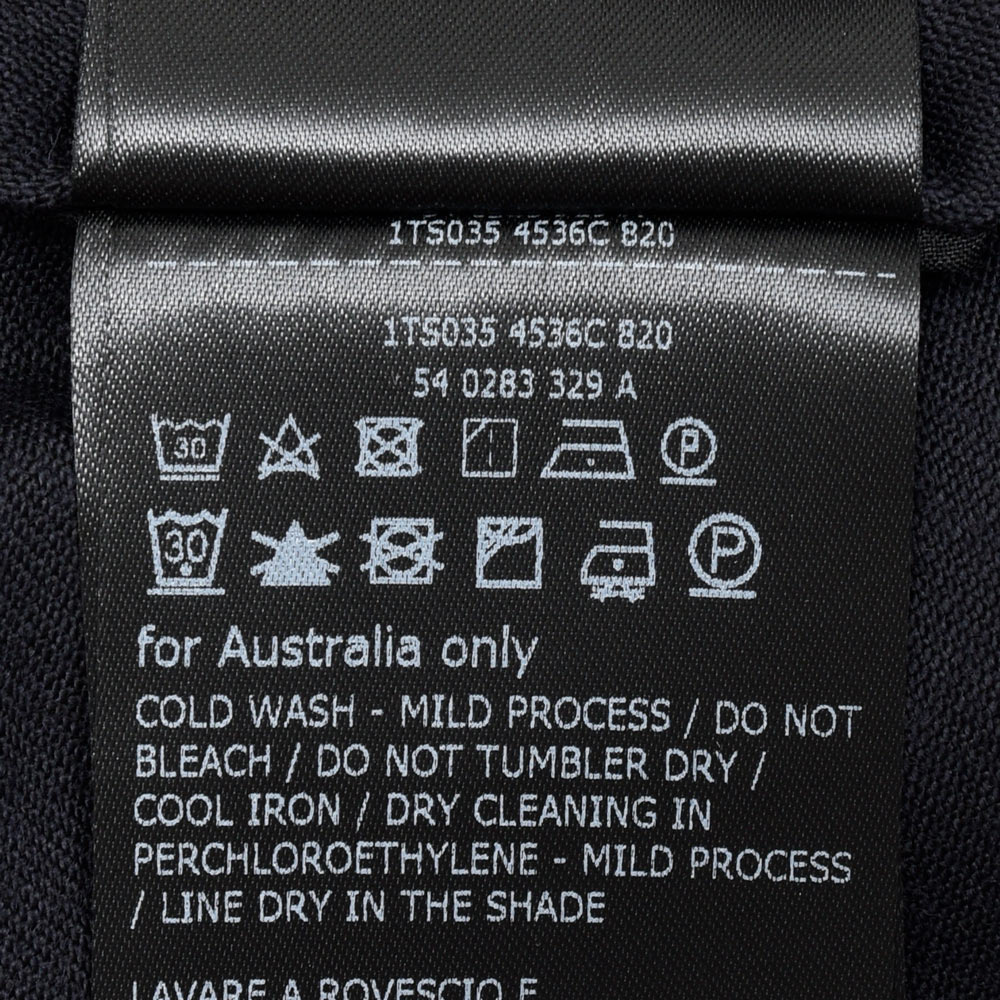 1TS035 4536C 820
1TS035 4536C 820
54 0283 329 A
30 P
30 P
for Australia only
COLD WASH - MILD PROCESS / DO NOT
BLEACH / DO NOT TUMBLER DRY /
COOL IRON / DRY CLEANING IN
PERCHLOROETHYLENE - MILD PROCESS
/ LINE DRY IN THE SHADE
LAVARE A ROVESCIO E